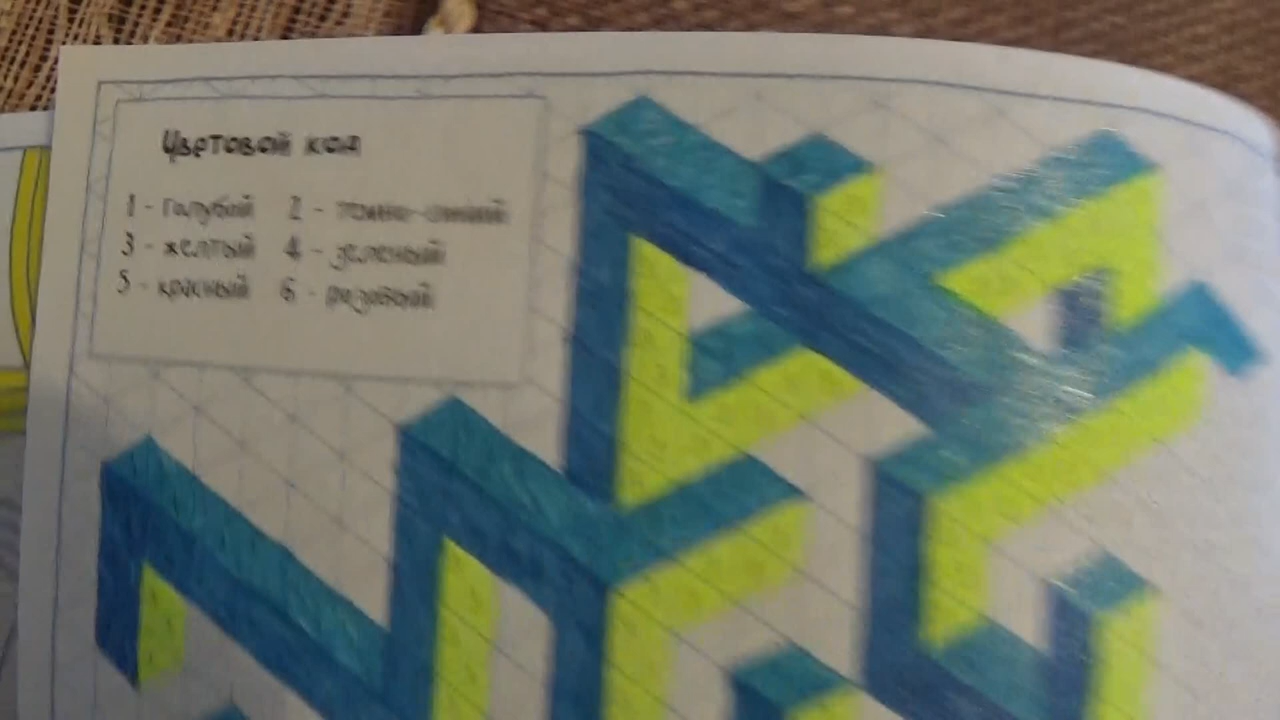 Цветовой код
1 - голубой 2 - темно-синий
3 - желтый 4 - зеленый
5 - красный 6 - розовый